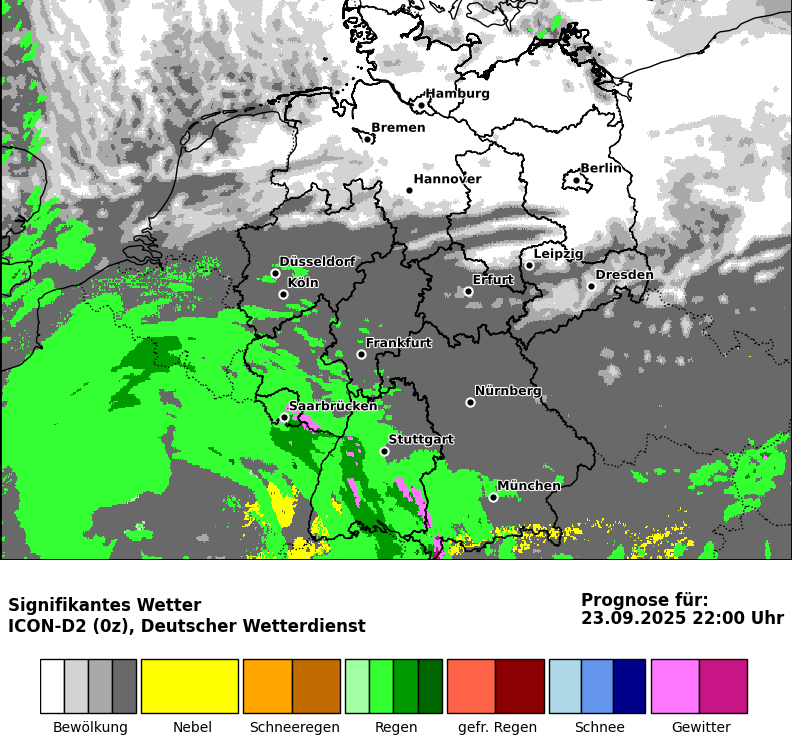 Hamburg
Bremen
Hannover
Berlin
Düsseldorf
Köln
Leipzig
Erfurt
Dresden
Frankfurt
Nürnberg
Saarbrücken
Stuttgart
München
Signifikantes Wetter
ICON-D2 (0z), Deutscher Wetterdienst
Prognose für:
23.09.2025 22:00 Uhr
Bewölkung
Nebel
Schneeregen
Regen
gefr. Regen
Schnee
Gewitter